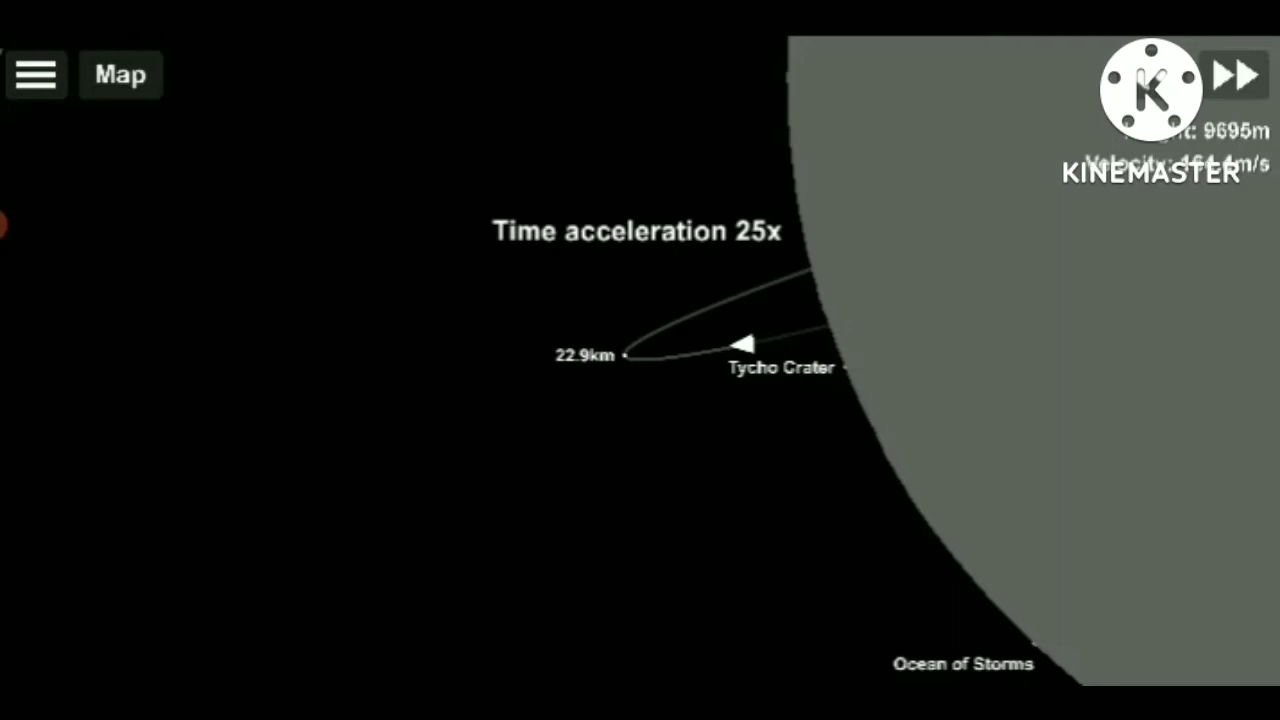 Map
K
: 9695m
m/s
KINEMASTER
Time acceleration 25x
22.9km
Tycho Crater
Ocean of Storms